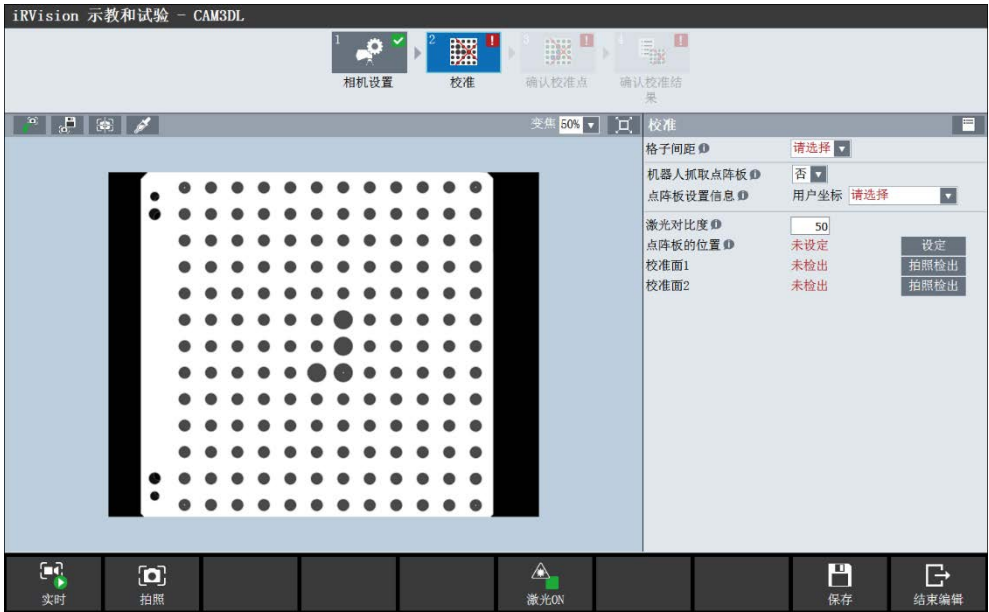 iRVision 示教和试验 - CAM3DL
1 2 3 4
相机设置 校准 确认校准点 确认校准结果
变焦 50% 校准
格子间距 请选择
机器人抓取点阵板 否
点阵板设置信息 用户坐标 请选择
激光对比度 50
点阵板的位置 未设定 设定
校准面1 未检出 拍照检出
校准面2 未检出 拍照检出
实时 拍照 激光ON 保存 结束编辑